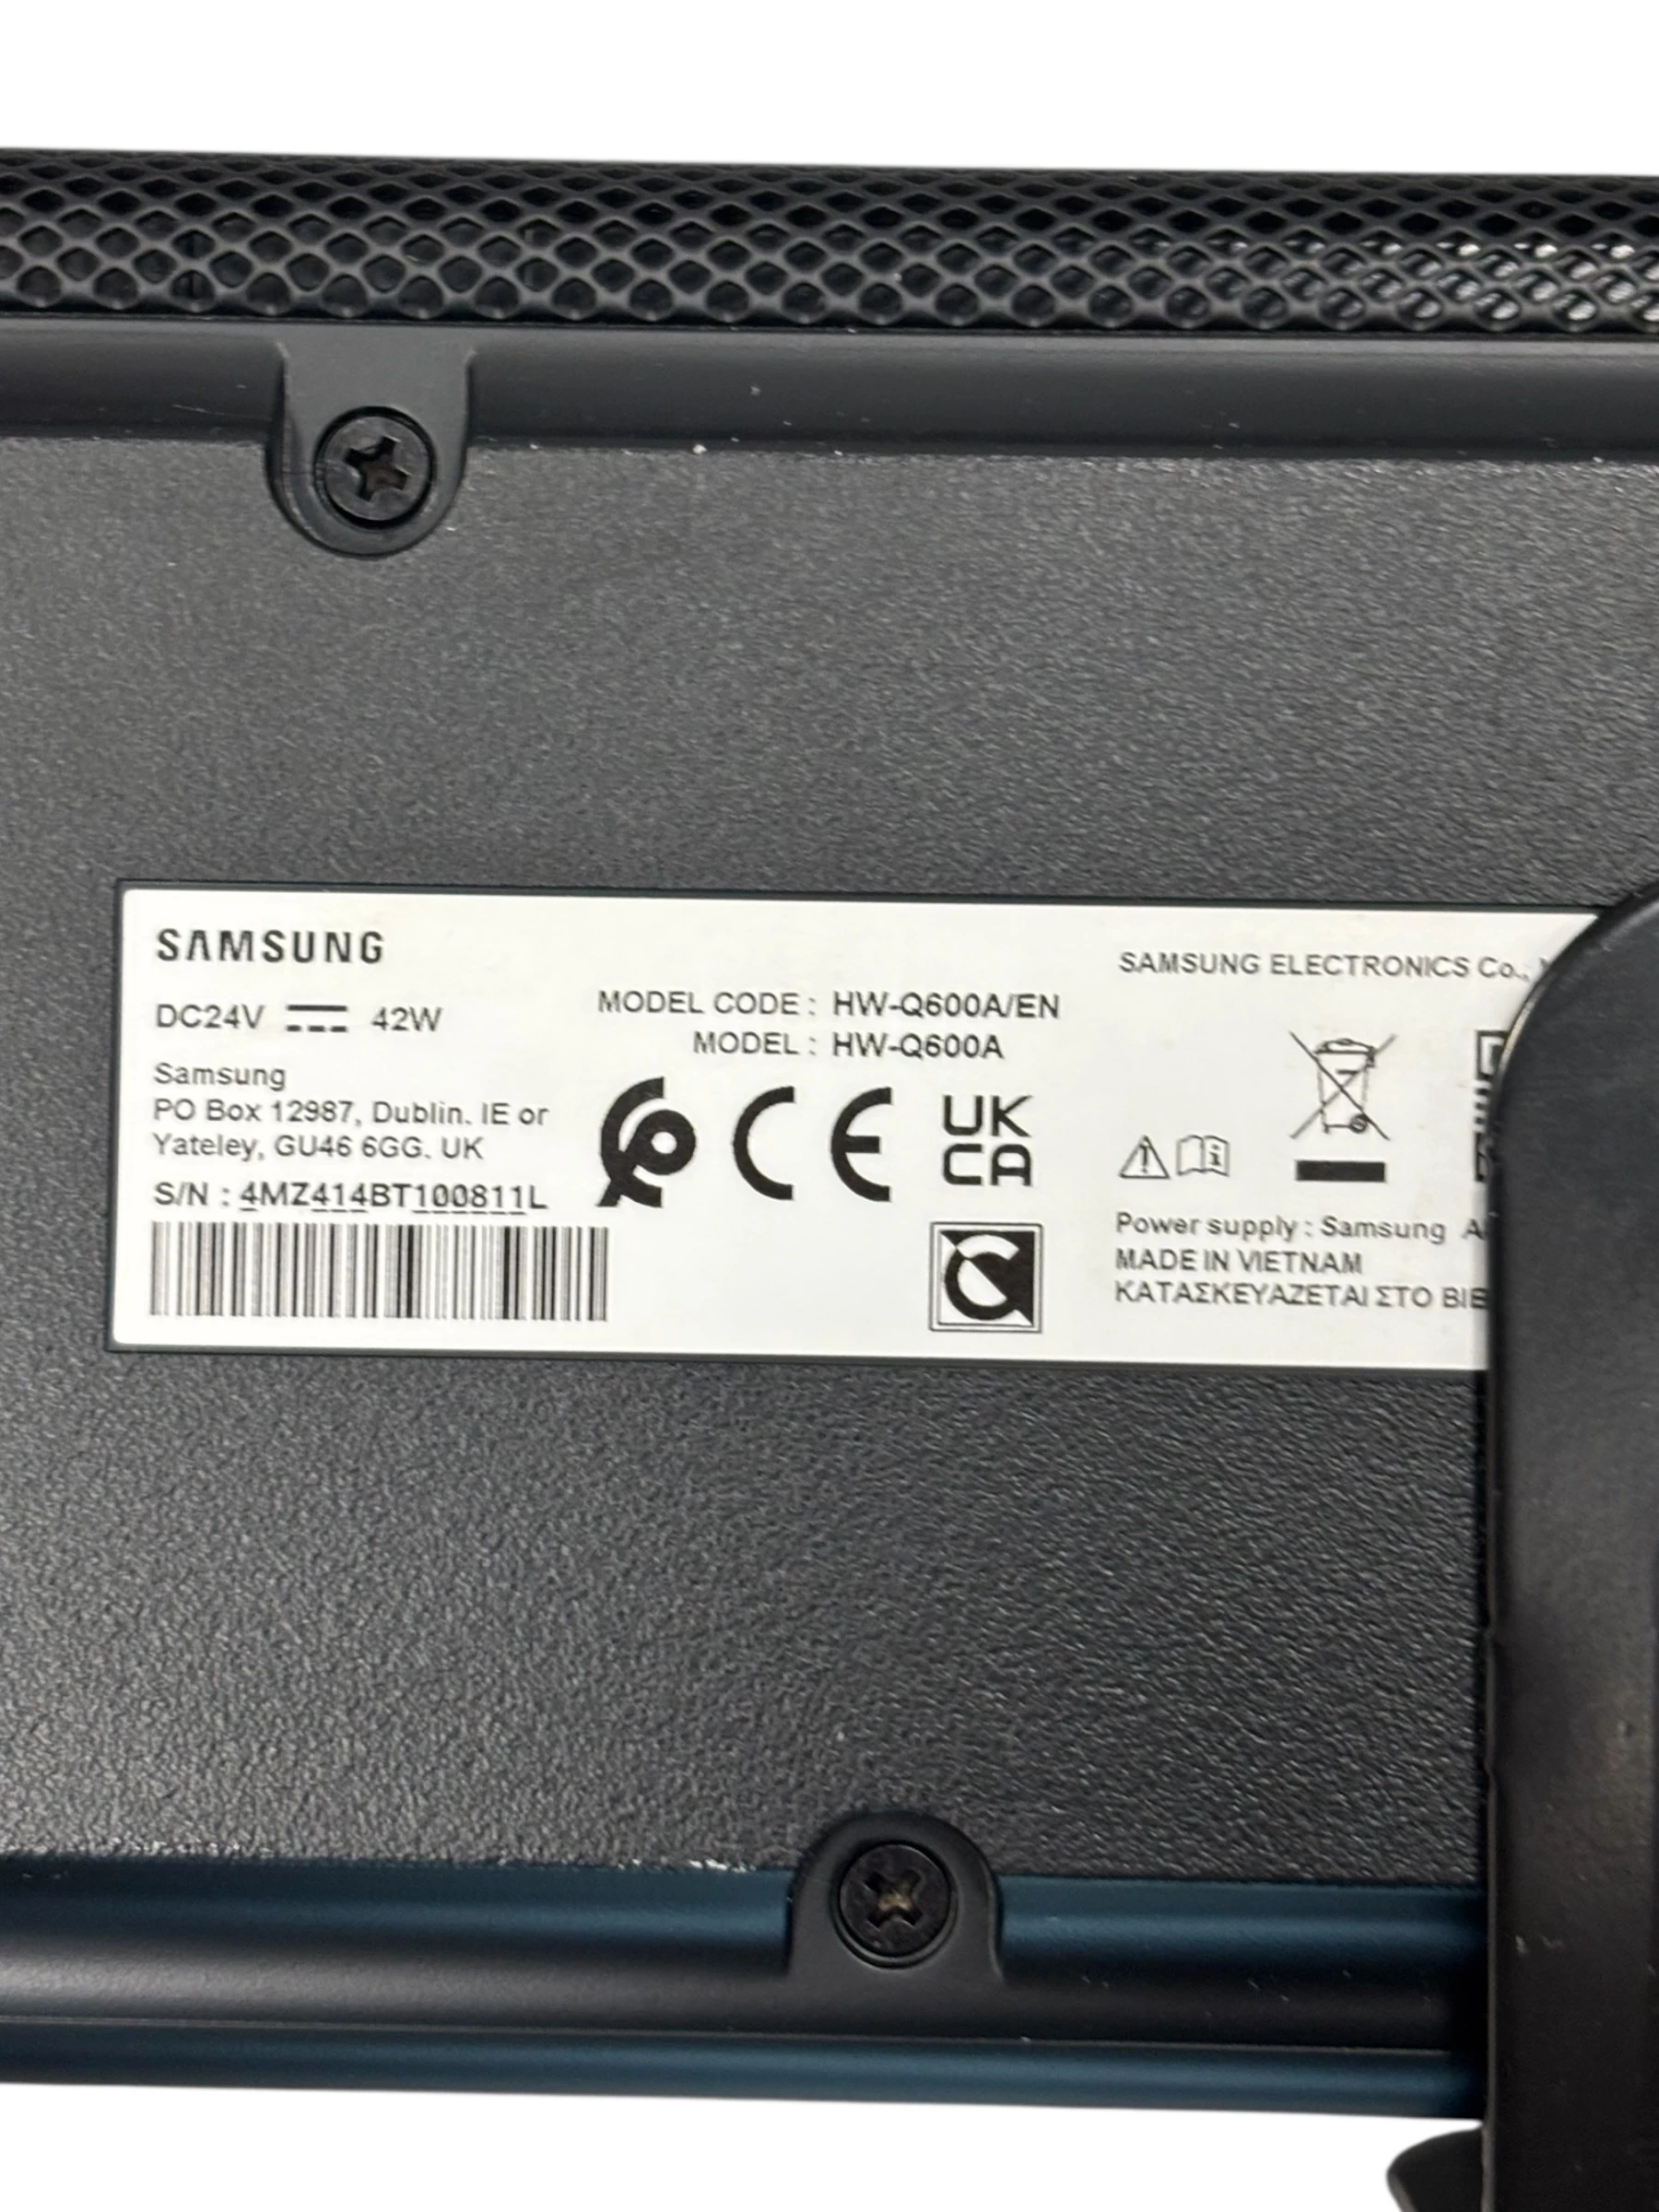 SAMSUNG
DC24V 42W
Samsung
PO Box 12987, Dublin. IE or
Yateley, GU46 6GG. UK
S/N : 4MZ414BT100811L
MODEL CODE : HW-Q600A/EN
MODEL : HW-Q600A
CE
UK
CA
SAMSUNG ELECTRONICS Co.,
Power supply : Samsung
MADE IN VIETNAM
ΚΑΤΑΣΚΕΥΑΖΕΤΑΙ ΣΤΟ